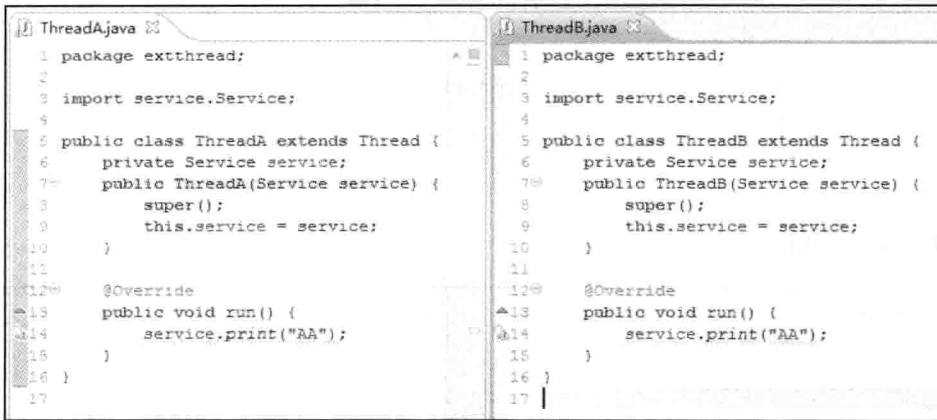 ThreadA.java
1 package extthread;
2
3 import service.Service;
4
5 public class ThreadA extends Thread {
6 private Service service;
7 public ThreadA(Service service) {
8 super();
9 this.service = service;
10 }
11
12 @Override
13 public void run() {
14 service.print("AA");
15 }
16 }
17
ThreadB.java
1 package extthread;
2
3 import service.Service;
4
5 public class ThreadB extends Thread {
6 private Service service;
7 public ThreadB(Service service) {
8 super();
9 this.service = service;
10 }
11
12 @Override
13 public void run() {
14 service.print("AA");
15 }
16 }
17